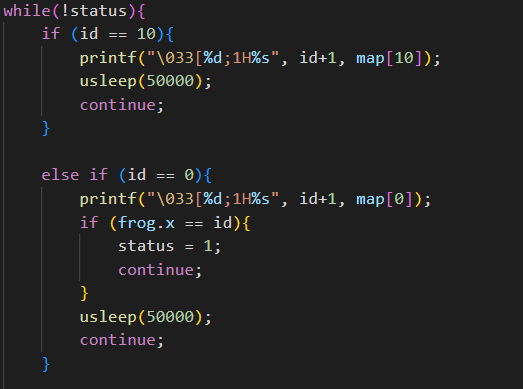 while(!status){
    if (id == 10){
        printf("\033[%d;1H%s", id+1, map[10]);
        usleep(50000);
        continue;
    }

    else if (id == 0){
        printf("\033[%d;1H%s", id+1, map[0]);
        if (frog.x == id){
            status = 1;
            continue;
        }
        usleep(50000);
        continue;
    }